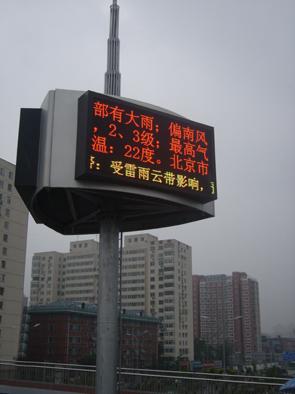 部有大雨；偏南风
，2、3级；最高气
温：22度。北京市
受雷雨云带影响，